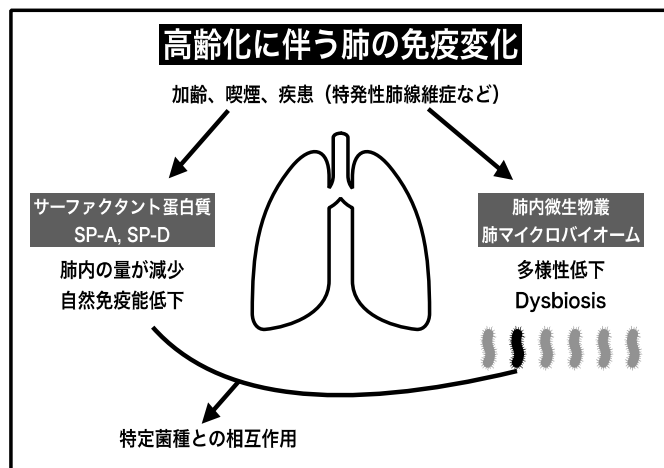 高齢化に伴う肺の免疫変化
加齢、喫煙、疾患（特発性肺線維症など）
サーファクタント蛋白質
SP-A, SP-D
肺内の量が減少
自然免疫能低下
肺内微生物叢
肺マイクロバイオーム
多様性低下
Dysbiosis
特定菌種との相互作用